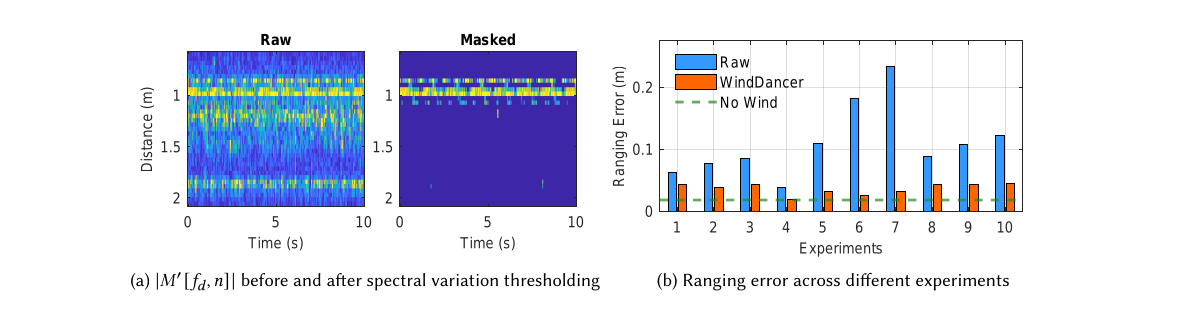 Raw
Distance (m)
1
1.5
2
0 5 10
Time (s)
Masked
1
1.5
2
0 5 10
Time (s)
(a) |M′[f_d, n]| before and after spectral variation thresholding
Raw
WindDancer
No Wind
Ranging Error (m)
0.2
0.1
0
1 2 3 4 5 6 7 8 9 10
Experiments
(b) Ranging error across different experiments